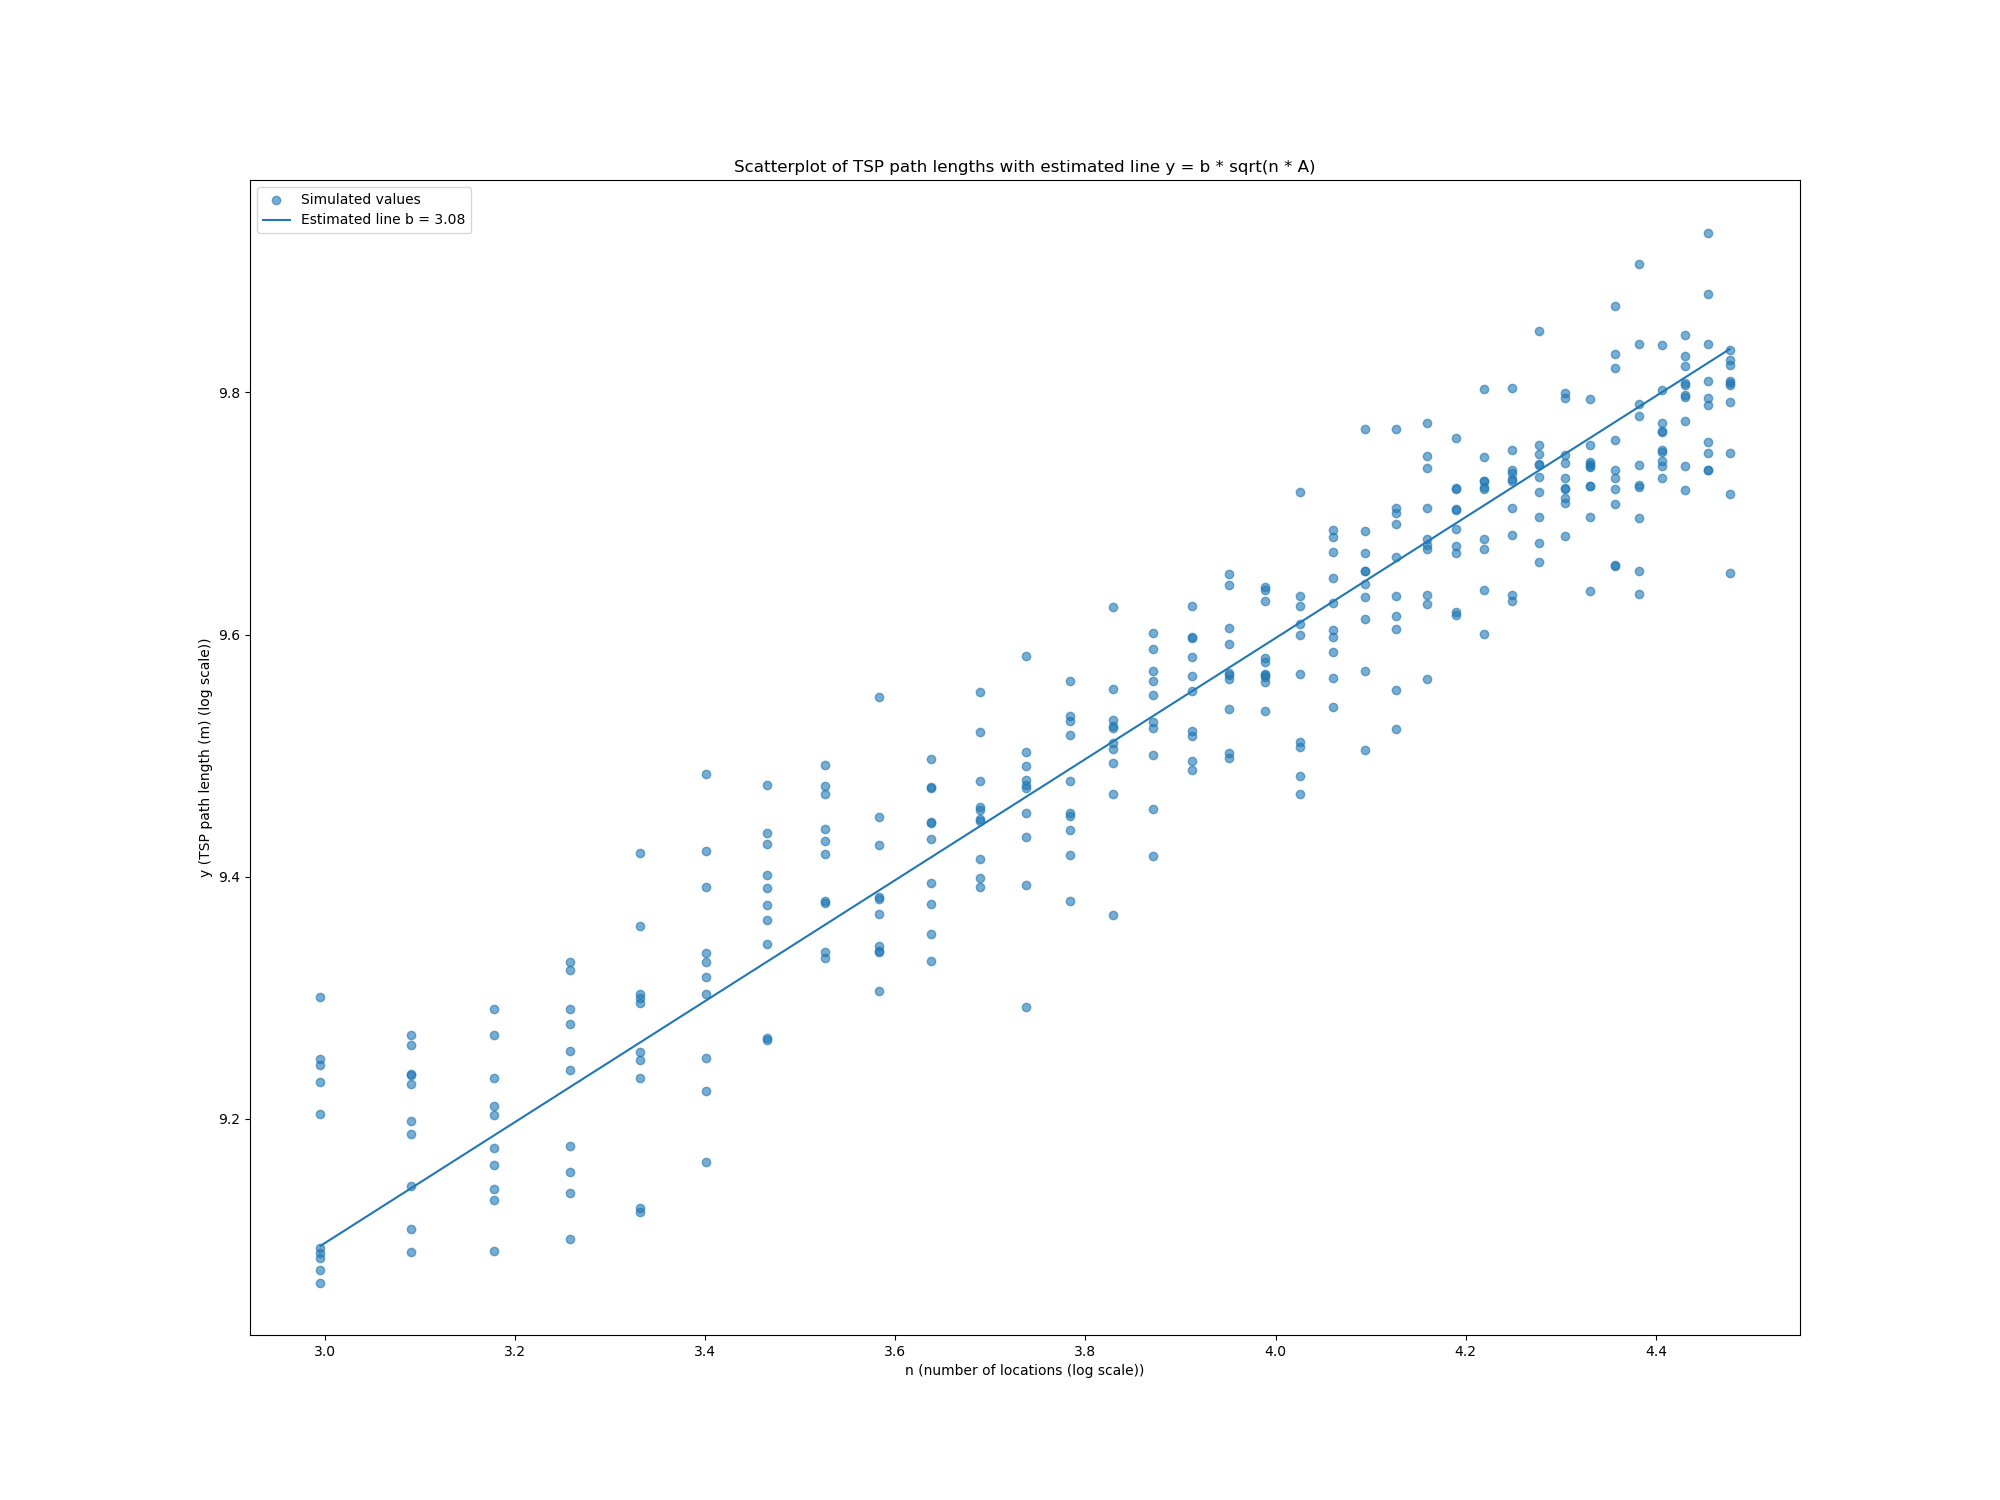 Scatterplot of TSP path lengths with estimated line y = b * sqrt(n * A)
Simulated values
Estimated line b = 3.08
9.8
9.6
9.4
9.2
y (TSP path length (m) (log scale))
3.0 3.2 3.4 3.6 3.8 4.0 4.2 4.4
n (number of locations (log scale))